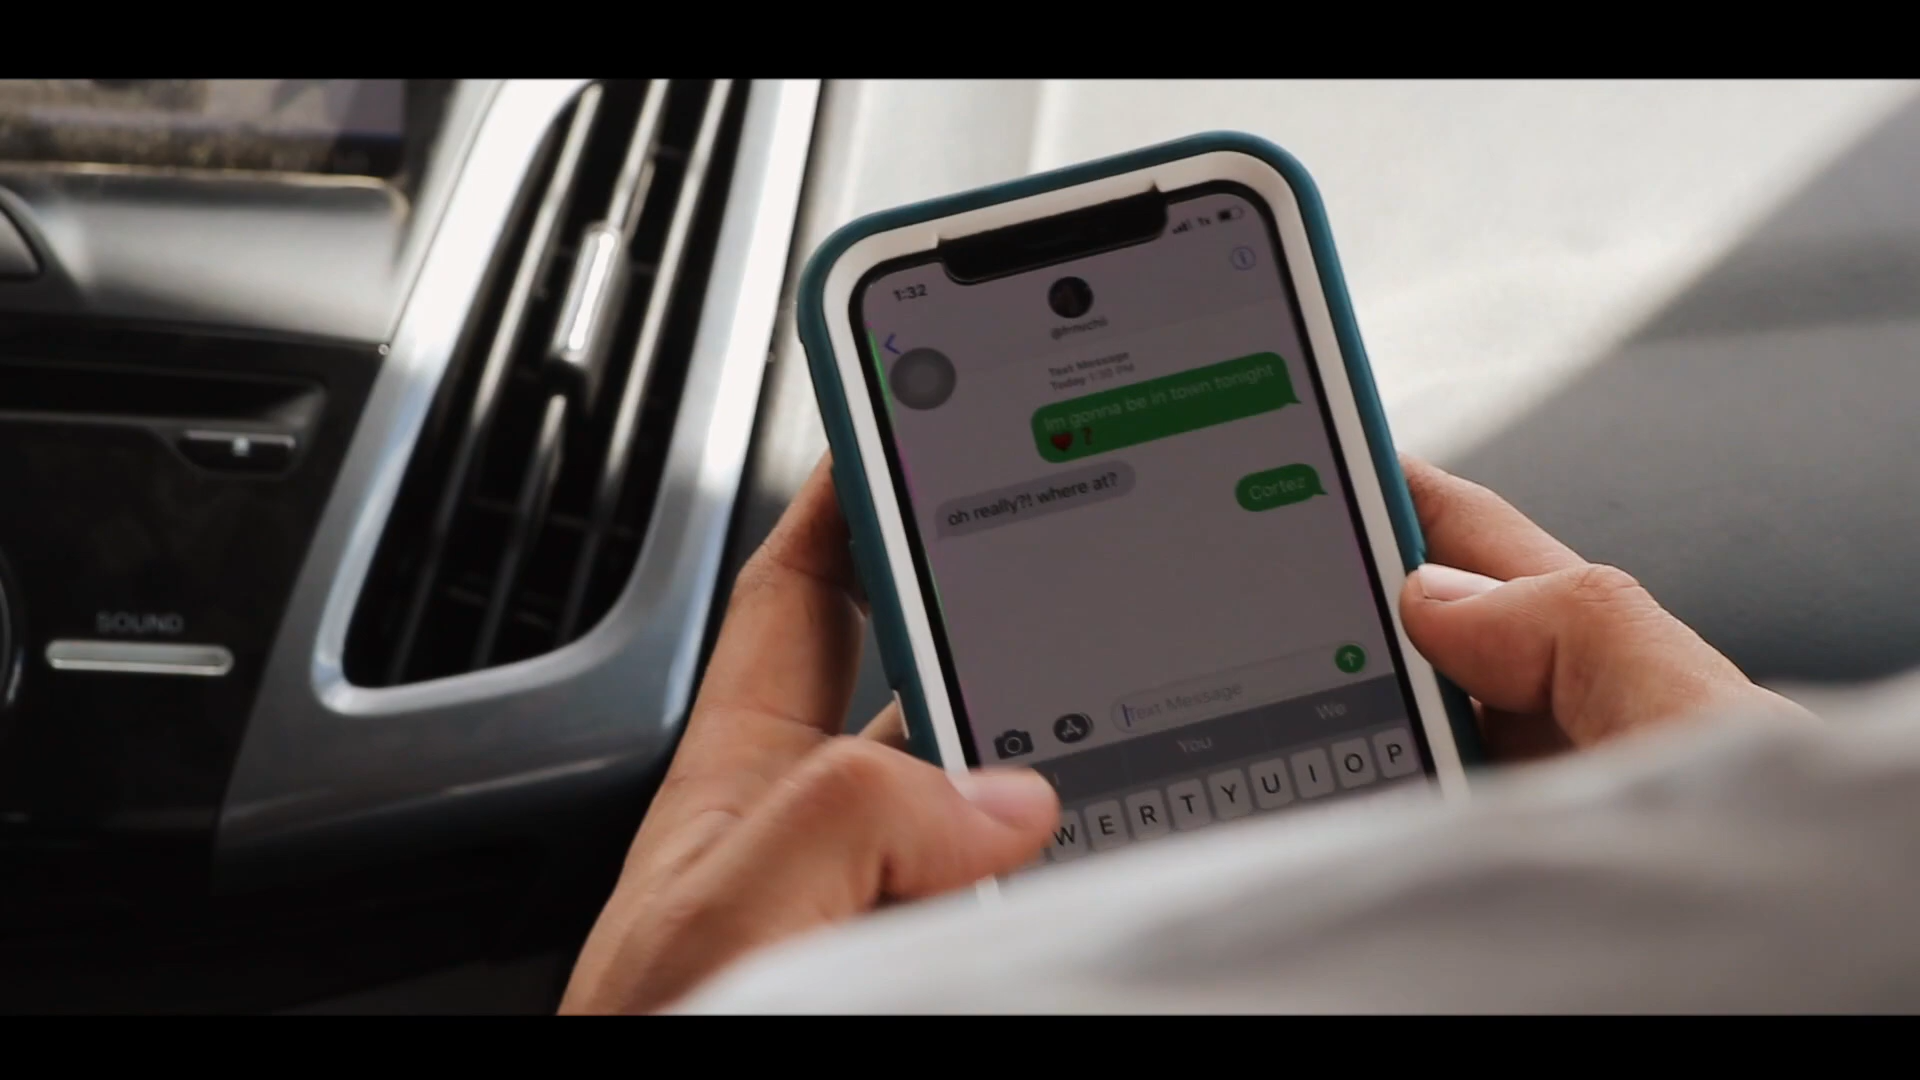 1:32
Text Message
Today 1:30 PM
Im gonna be in town tonight
❤️ ?
oh really?! where at?
Cortez
Text Message
I You We
W E R T Y U I O P
SOUND